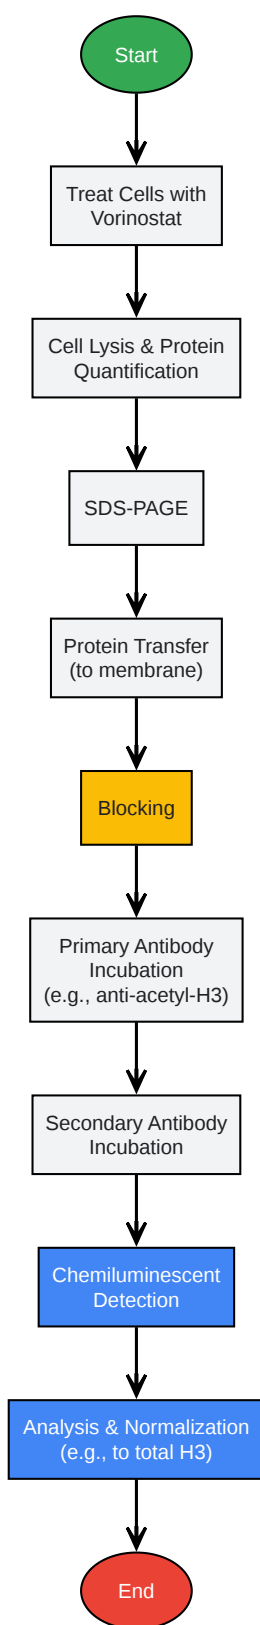 Start
Treat Cells with
Vorinostat
Cell Lysis & Protein
Quantification
SDS-PAGE
Protein Transfer
(to membrane)
Blocking
Primary Antibody
Incubation
(e.g., anti-acetyl-H3)
Secondary Antibody
Incubation
Chemiluminescent
Detection
Analysis & Normalization
(e.g., to total H3)
End